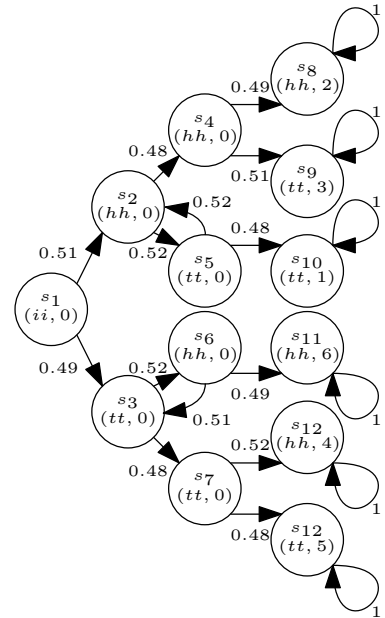 1
s8
(hh, 2)
0.49
s4
(hh, 0)
1
0.48
0.51
s9
(tt, 3)
s2
(hh, 0)
0.52
1
0.51
0.52
0.48
s5
(tt, 0)
s10
(tt, 1)
s1
(ii, 0)
s6
(hh, 0)
s11
(hh, 6)
0.49
0.52
0.49
s3
(tt, 0)
0.51
1
s12
(hh, 4)
0.48
0.52
s7
(tt, 0)
1
0.48
s12
(tt, 5)
1